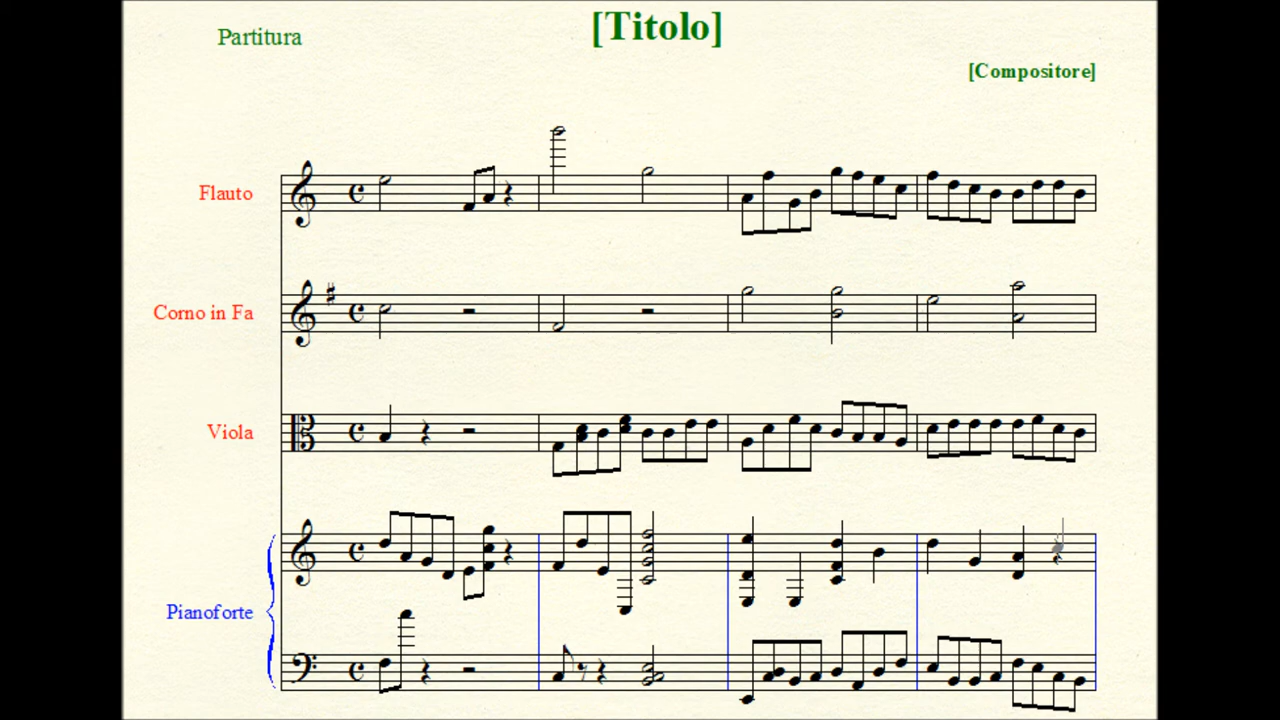 Partitura
[Titolo]
[Compositore]
Flauto
Corno in Fa
Viola
Pianoforte